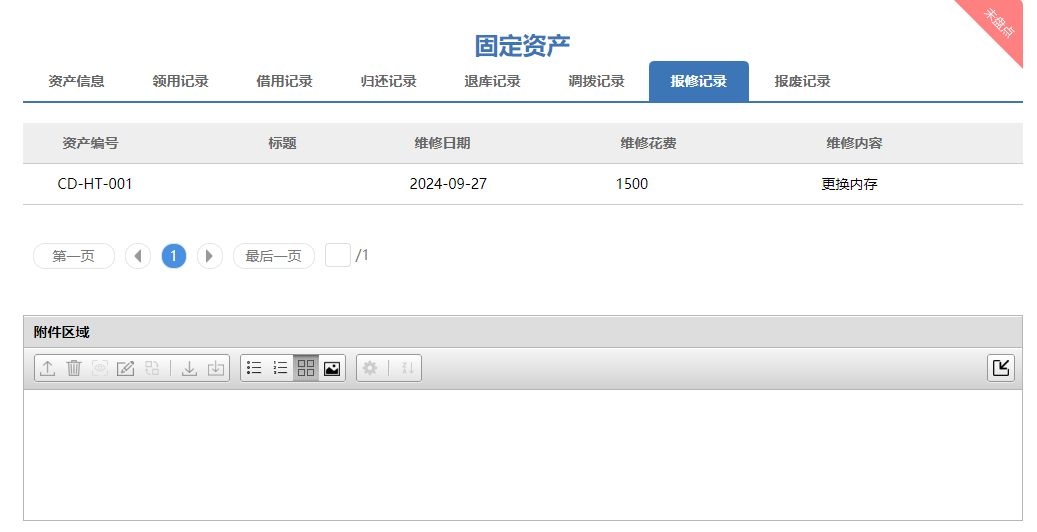 未盘点
固定资产
资产信息 领用记录 借用记录 归还记录 退库记录 调拨记录 报修记录 报废记录
资产编号 标题 维修日期 维修花费 维修内容
CD-HT-001 2024-09-27 1500 更换内存
第一页 1 最后一页 /1
附件区域